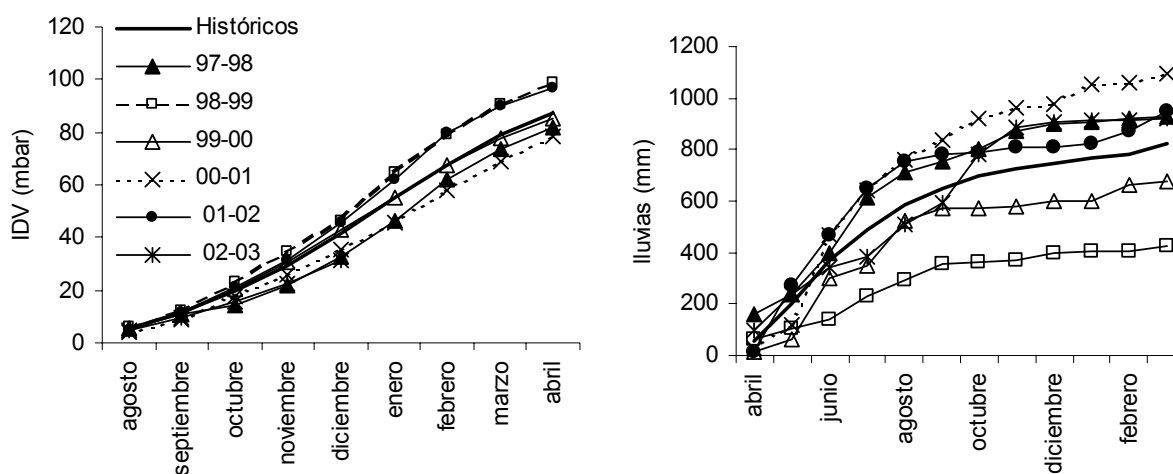 120
100
80
60
40
20
0
IDV (mbar)
Históricos
97-98
98-99
99-00
00-01
01-02
02-03
agosto
septiembre
octubre
noviembre
diciembre
enero
febrero
marzo
abril
1200
1000
800
600
400
200
0
lluvias (mm)
abril
junio
agosto
octubre
diciembre
febrero